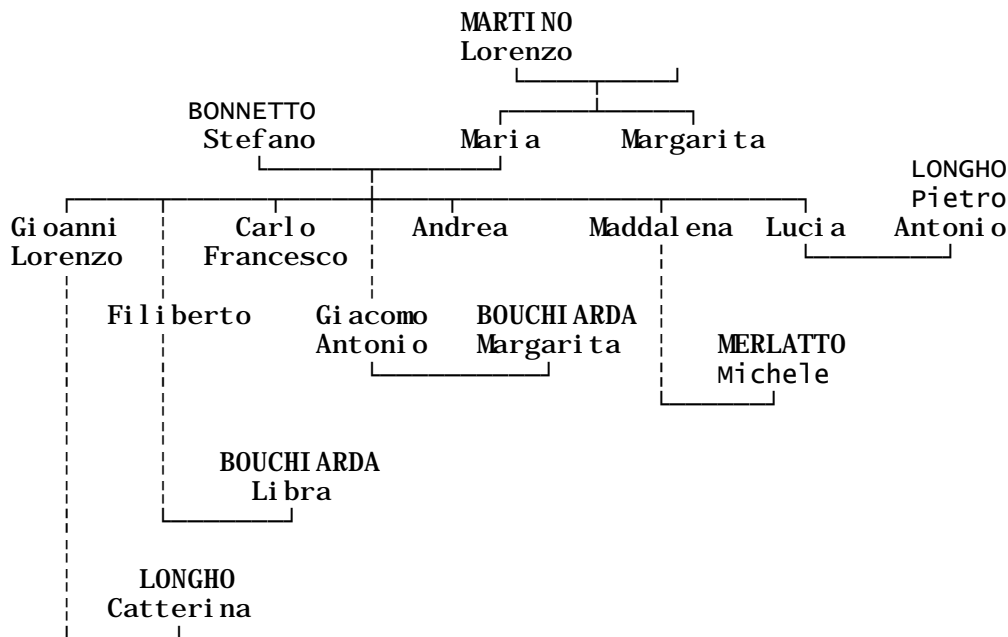 MARTINO
Lorenzo
BONNETTO
Stefano Maria Margarita
LONGHO
Pietro
Gioanni Carlo Andrea Maddalena Lucia Antonio
Lorenzo Francesco
Filiberto Giacomo BOUCHIARDA
Antonio Margarita MERLATTO
Michele
BOUCHIARDA
Libra
LONGHO
Catterina